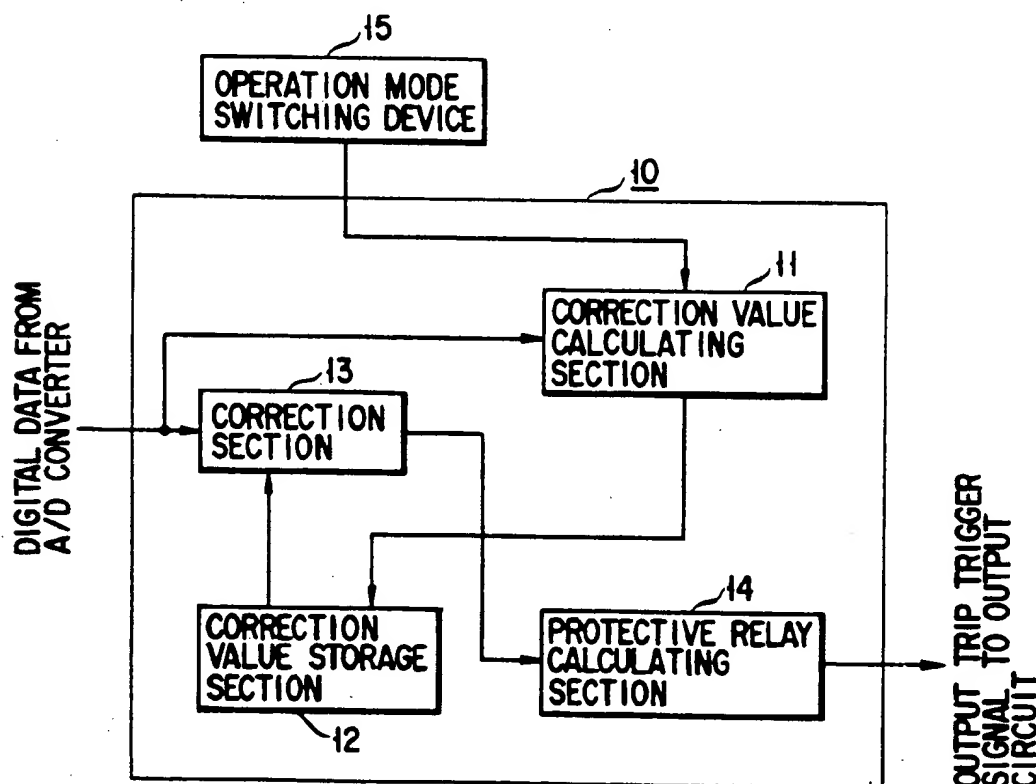 15
OPERATION MODE
SWITCHING DEVICE
10
11
CORRECTION VALUE
CALCULATING
SECTION
DIGITAL DATA FROM
A/D CONVERTER
13
CORRECTION
SECTION
CORRECTION
VALUE STORAGE
SECTION
12
14
PROTECTIVE RELAY
CALCULATING
SECTION
OUTPUT TRIP TRIGGER
SIGNAL TO OUTPUT
CIRCUIT